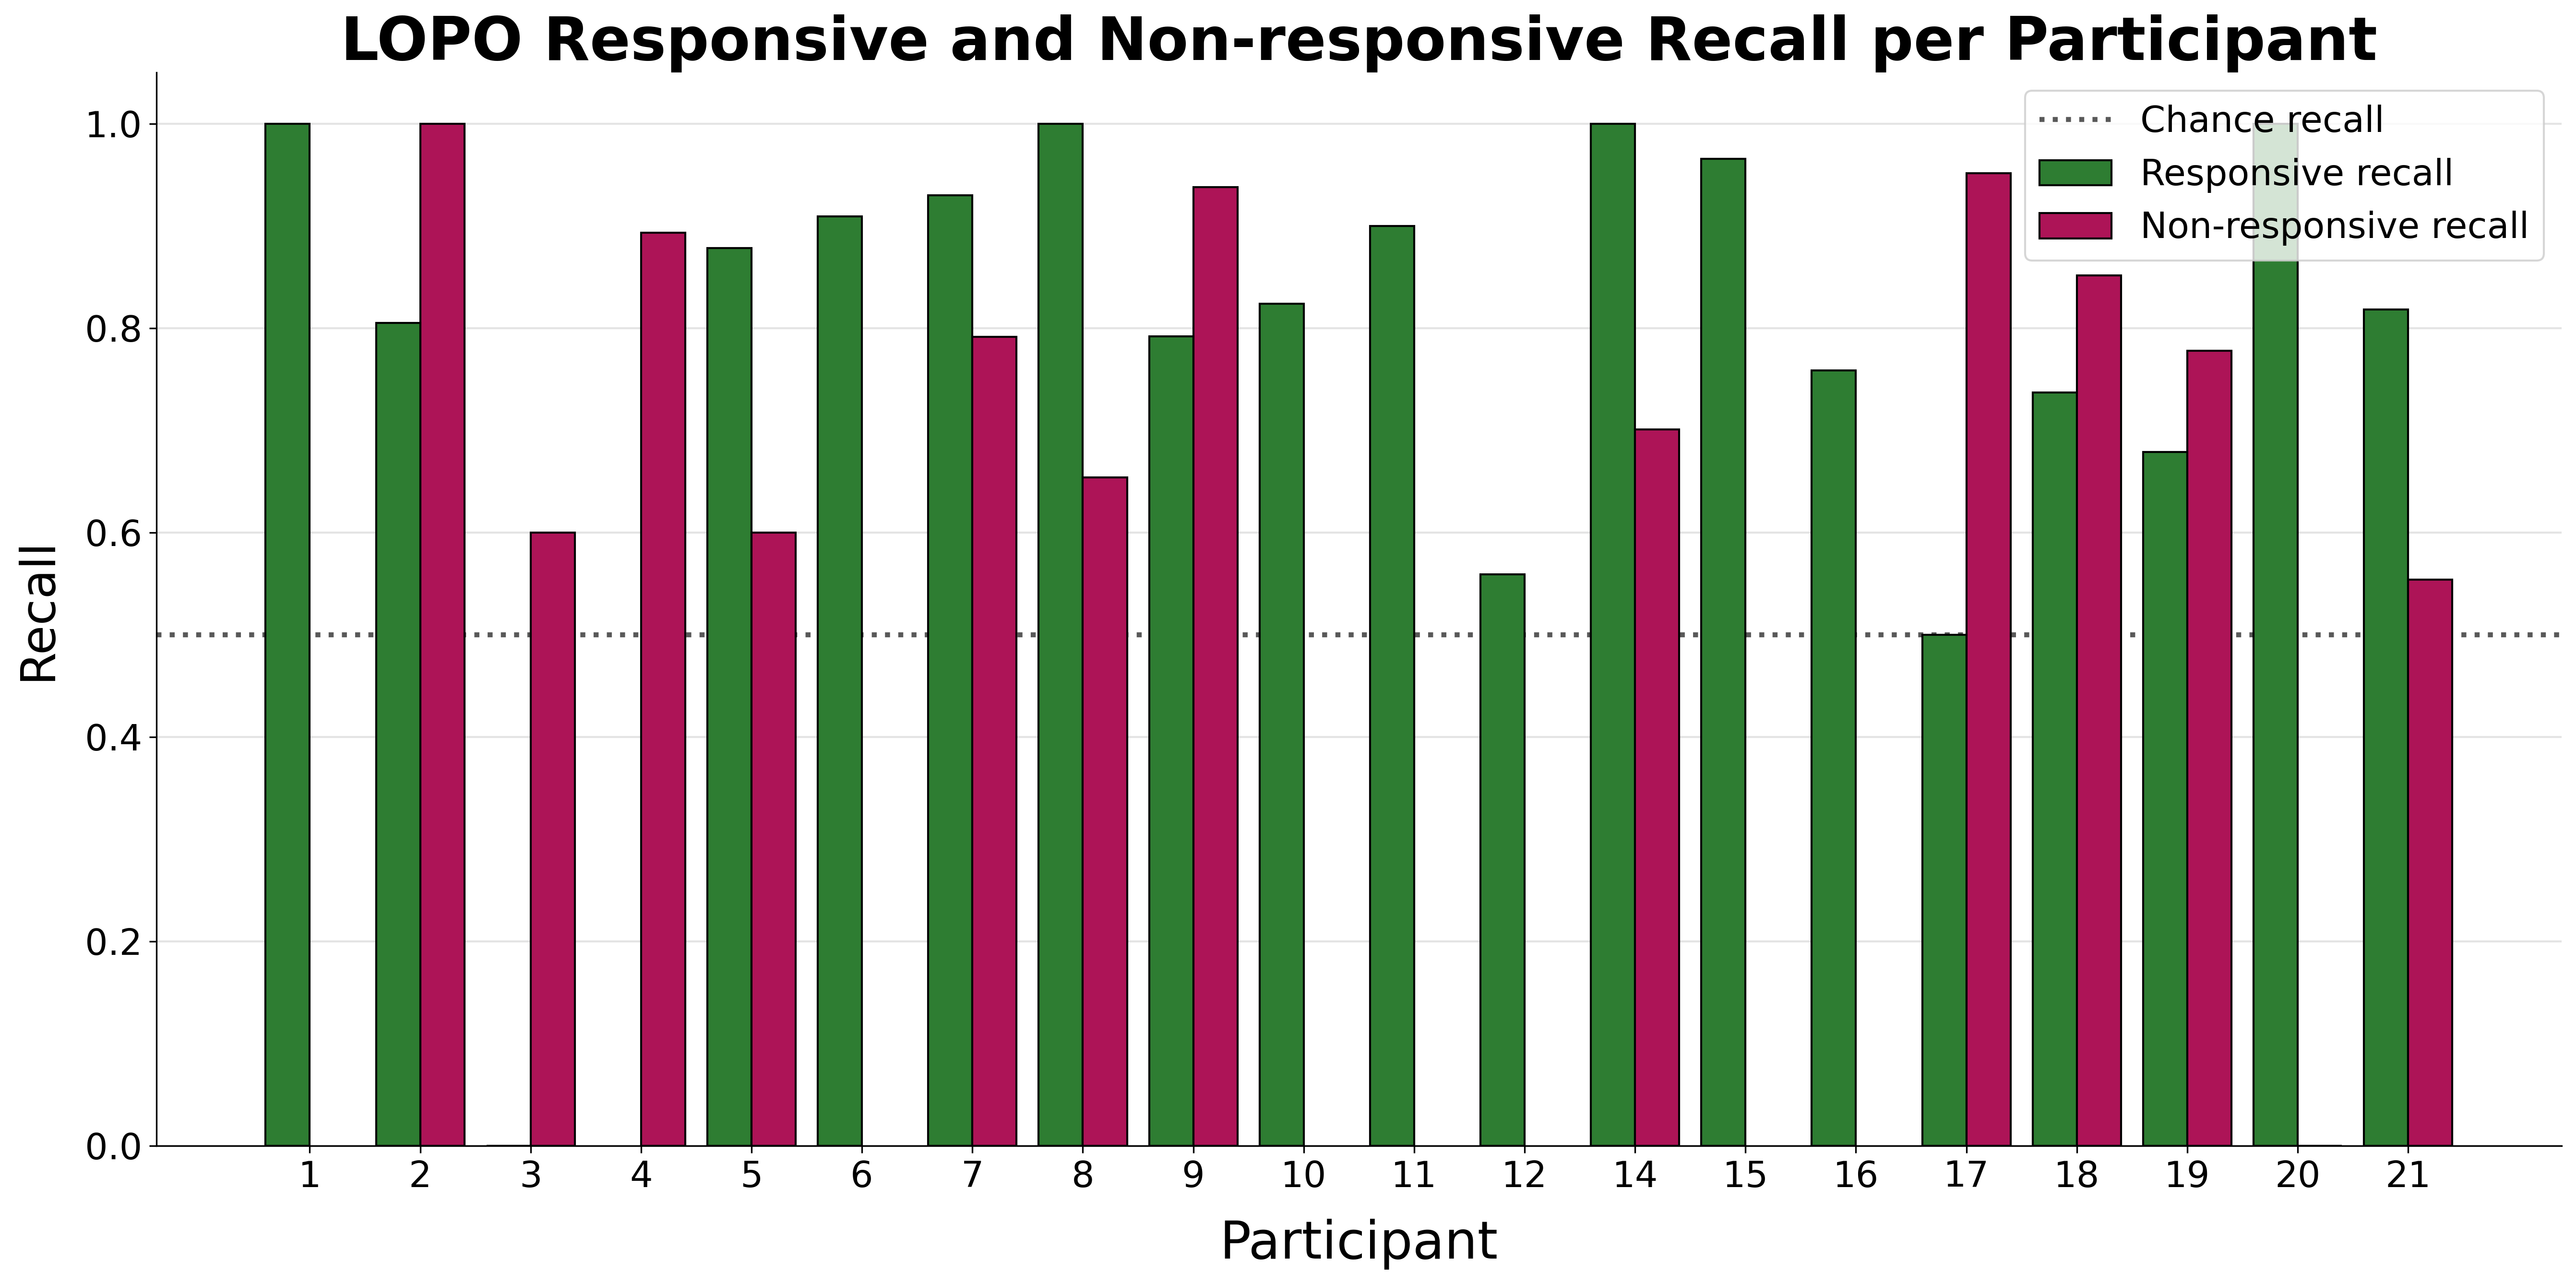 LOPO Responsive and Non-responsive Recall per Participant
Chance recall
Responsive recall
Non-responsive recall
1.0
0.8
0.6
0.4
0.2
0.0
Recall
1 2 3 4 5 6 7 8 9 10 11 12 14 15 16 17 18 19 20 21
Participant